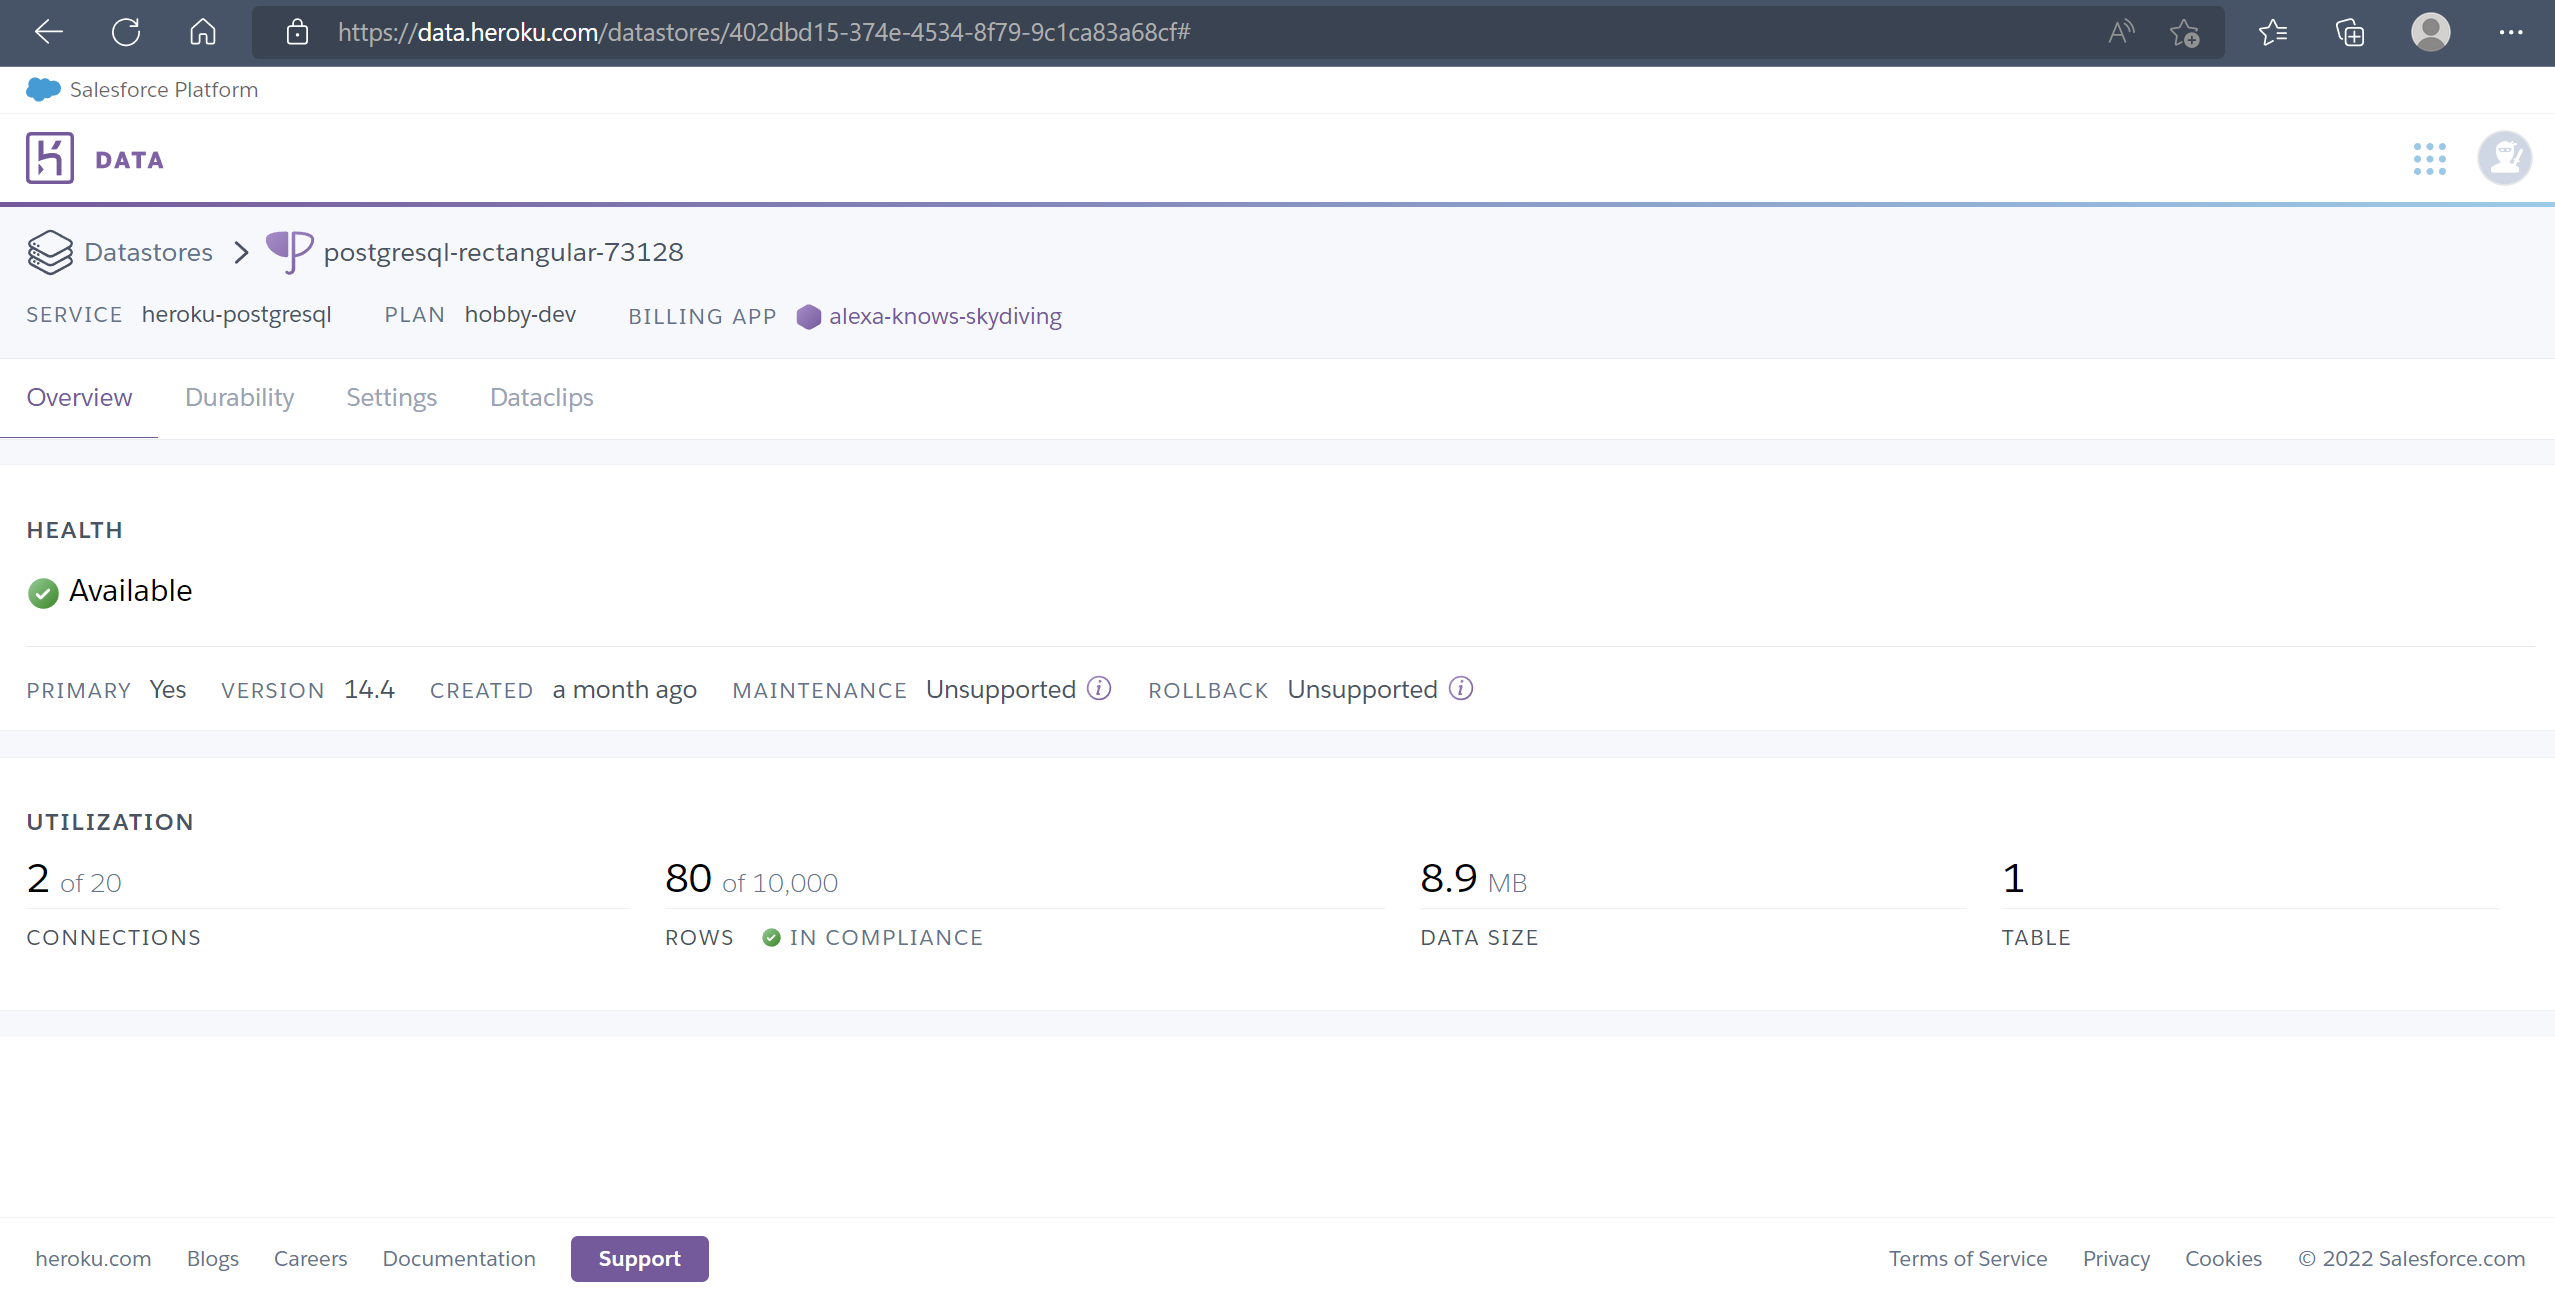 https://data.heroku.com/datastores/402dbd15-374e-4534-8f79-9c1ca83a68cf#
Salesforce Platform
DATA
Datastores > postgresql-rectangular-73128
SERVICE heroku-postgresql PLAN hobby-dev BILLING APP alexa-knows-skydiving
Overview Durability Settings Dataclips
HEALTH
Available
PRIMARY Yes VERSION 14.4 CREATED a month ago MAINTENANCE Unsupported ROLLBACK Unsupported
UTILIZATION
2 of 20 80 of 10,000 8.9 MB 1
CONNECTIONS ROWS IN COMPLIANCE DATA SIZE TABLE
heroku.com Blogs Careers Documentation Support Terms of Service Privacy Cookies © 2022 Salesforce.com